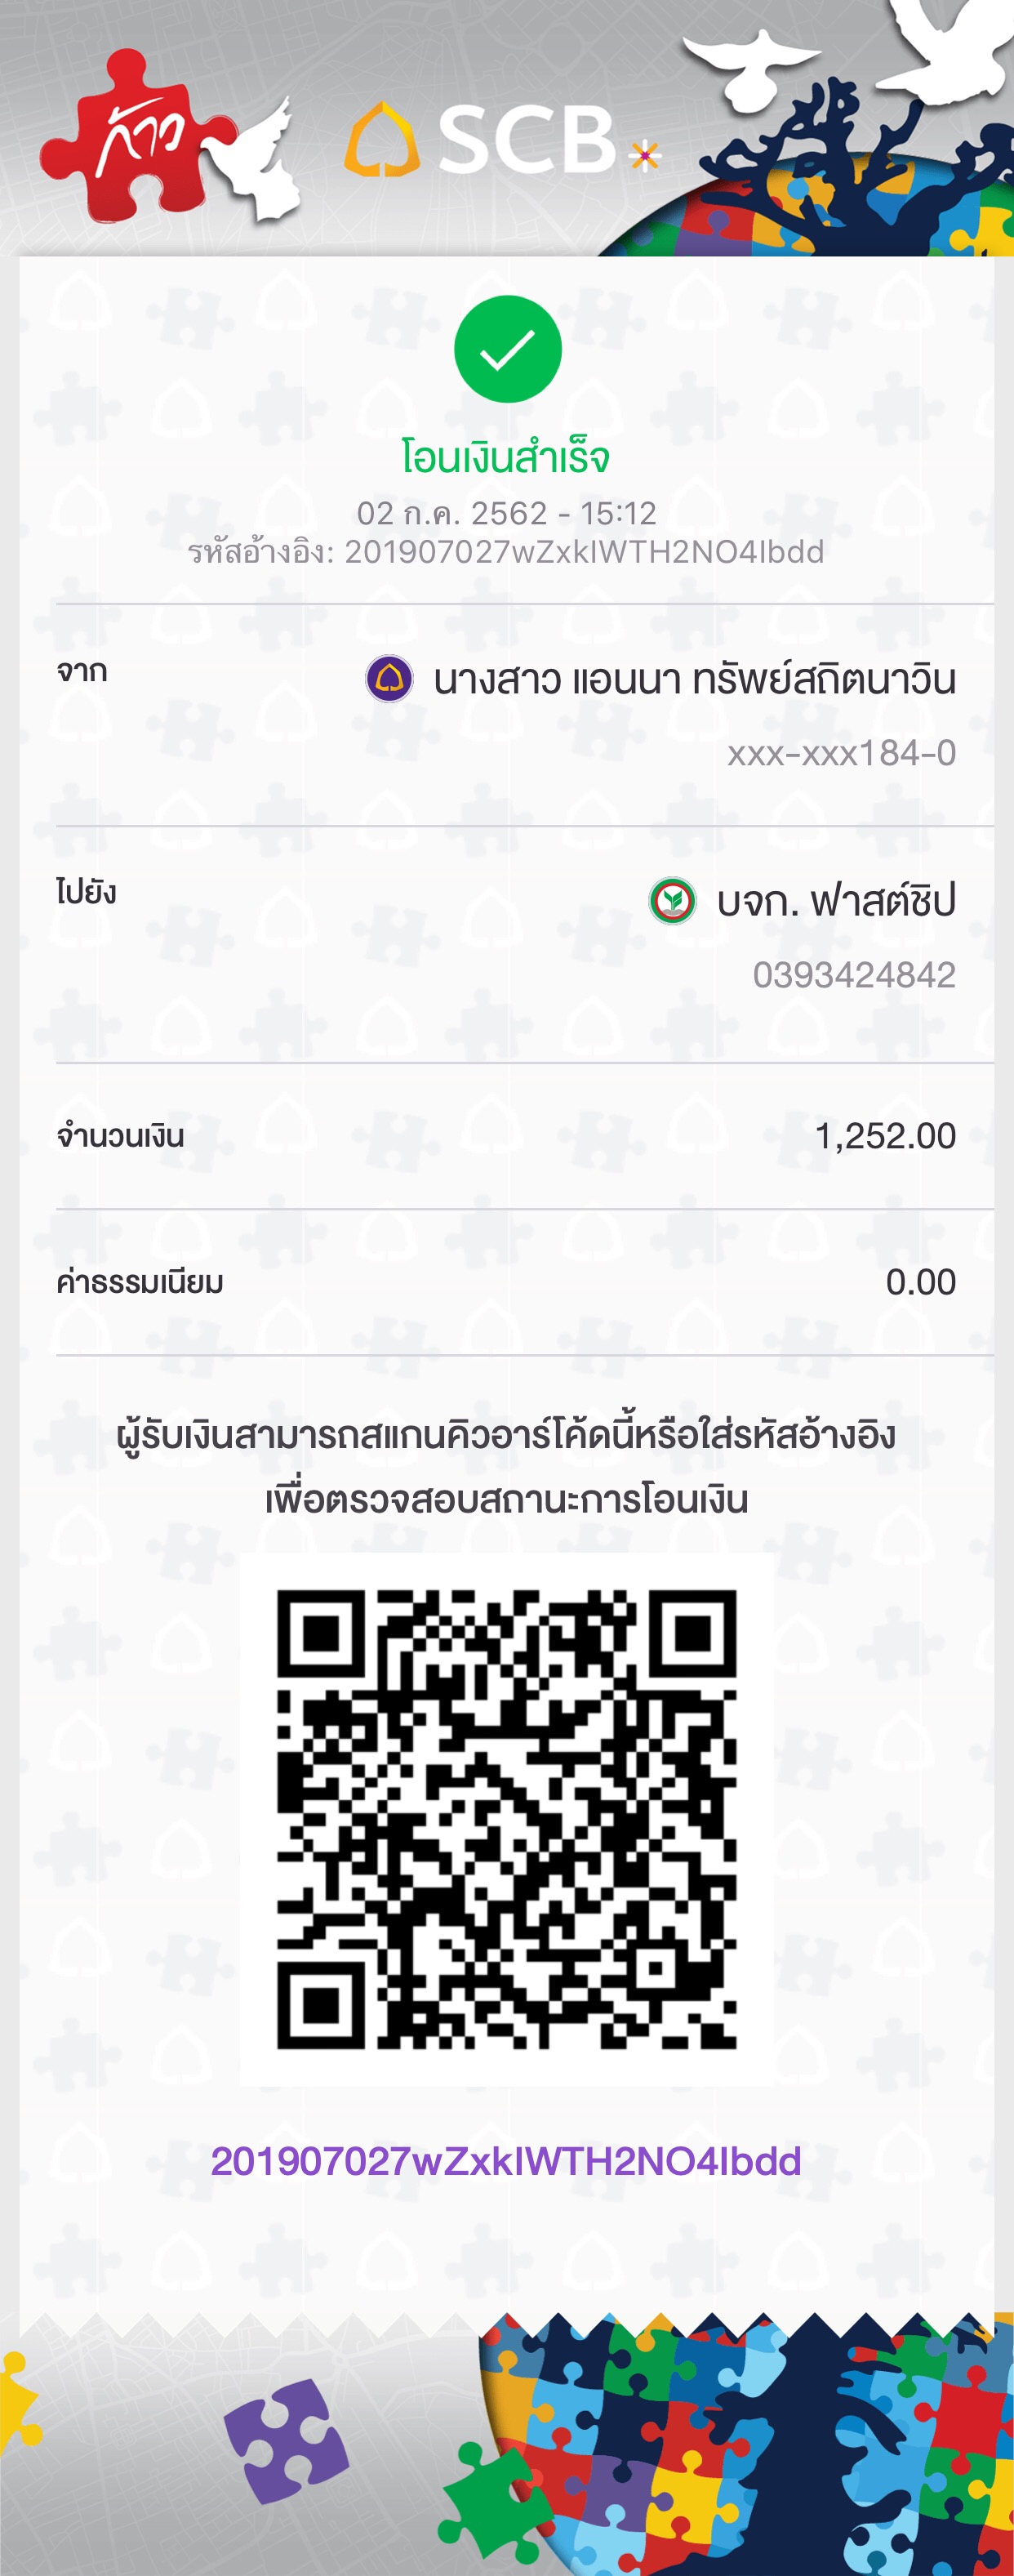 ก้าว
SCB
โอนเงินสำเร็จ
02 ก.ค. 2562 - 15:12
รหัสอ้างอิง: 201907027wZxkIWTH2NO4Ibdd
จาก
นางสาว แอนนา ทรัพย์สถิตนาวิน
xxx-xxx184-0
ไปยัง
บจก. ฟาสต์ชิป
0393424842
จำนวนเงิน
1,252.00
ค่าธรรมเนียม
0.00
ผู้รับเงินสามารถสแกนคิวอาร์โค้ดนี้หรือใส่รหัสอ้างอิง
เพื่อตรวจสอบสถานะการโอนเงิน
201907027wZxkIWTH2NO4Ibdd